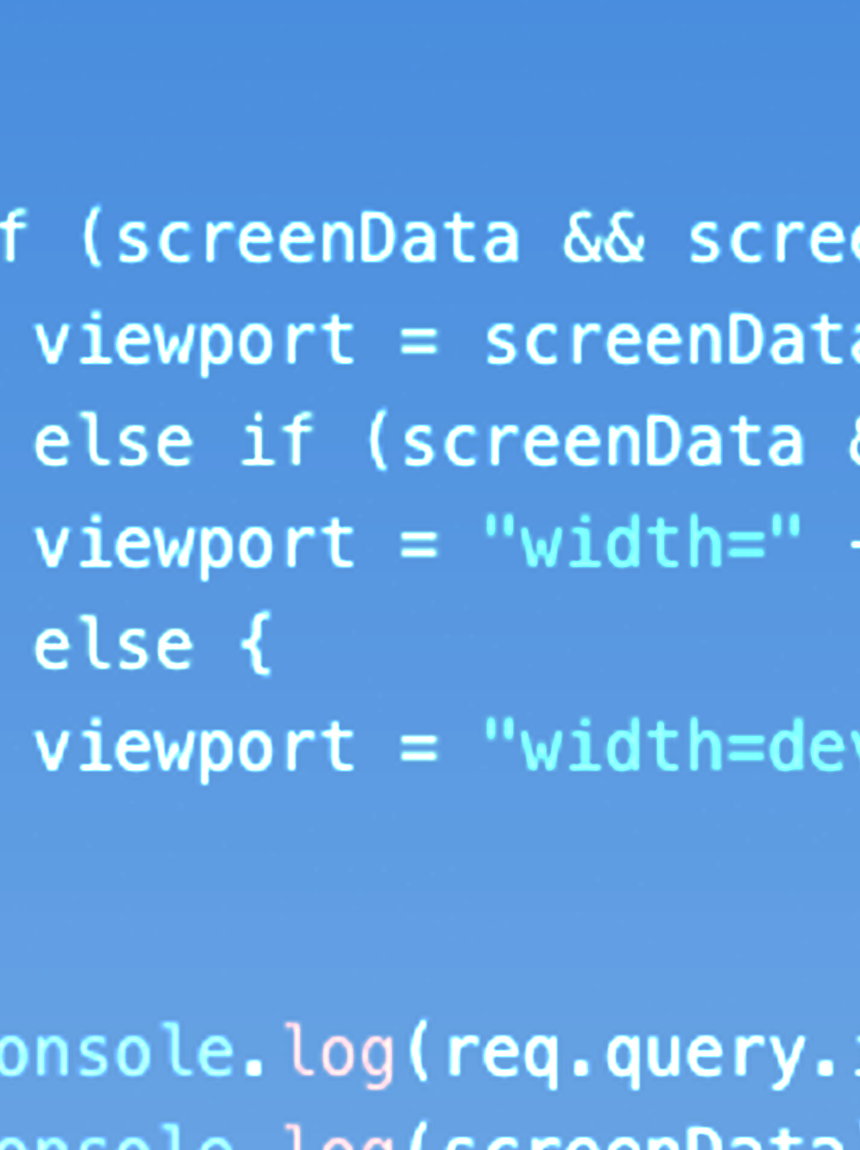 f (screenData && scree
viewport = screenData
else if (screenData &
viewport = "width="
else {
viewport = "width=dev
onsole.log(req.query.
onsole.log(screenData